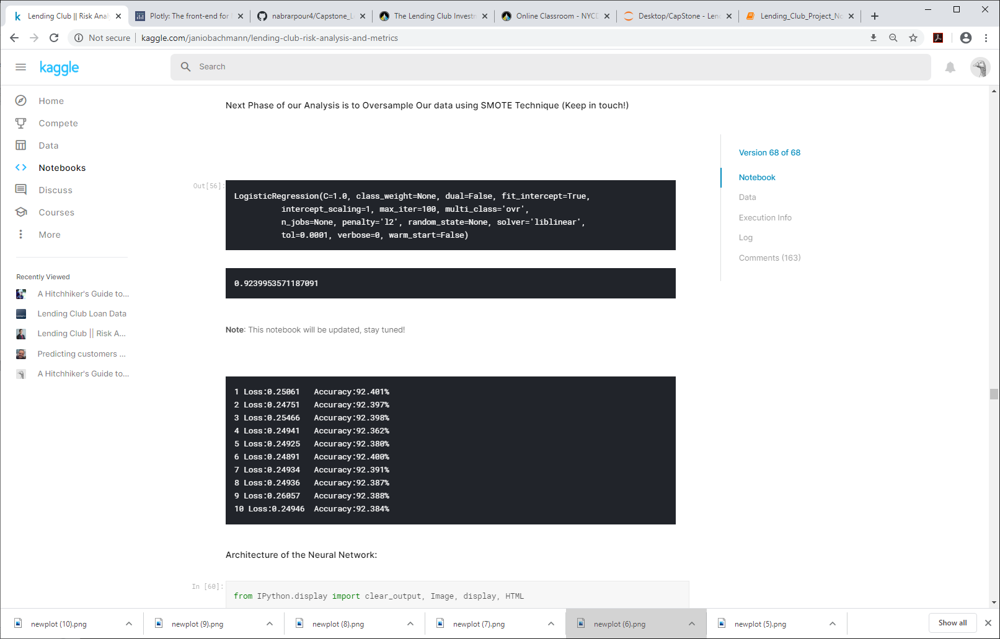 Lending Club || Risk Anal
Plotly: The front-end for
nabrarpour4/Capstone_L
The Lending Club Investm
Online Classroom - NYCD
Desktop/CapStone - Len
Lending_Club_Project_No
Not secure
kaggle.com/janiobachmann/lending-club-risk-analysis-and-metrics
kaggle
Search
Home
Compete
Data
Notebooks
Discuss
Courses
More
Recently Viewed
A Hitchhiker's Guide to...
Lending Club Loan Data
Lending Club || Risk A...
Predicting customers ...
A Hitchhiker's Guide to...
Next Phase of our Analysis is to Oversample Our data using SMOTE Technique (Keep in touch!)
Out[56]:
LogisticRegression(C=1.0, class_weight=None, dual=False, fit_intercept=True,
intercept_scaling=1, max_iter=100, multi_class='ovr',
n_jobs=None, penalty='l2', random_state=None, solver='liblinear',
tol=0.0001, verbose=0, warm_start=False)
0.9239953571187091
Note: This notebook will be updated, stay tuned!
1 Loss:0.25061 Accuracy:92.401%
2 Loss:0.24751 Accuracy:92.397%
3 Loss:0.25466 Accuracy:92.398%
4 Loss:0.24941 Accuracy:92.362%
5 Loss:0.24925 Accuracy:92.380%
6 Loss:0.24891 Accuracy:92.400%
7 Loss:0.24934 Accuracy:92.391%
8 Loss:0.24936 Accuracy:92.387%
9 Loss:0.26057 Accuracy:92.388%
10 Loss:0.24946 Accuracy:92.384%
Architecture of the Neural Network:
In [60]:
from IPython.display import clear_output, Image, display, HTML
Version 68 of 68
Notebook
Data
Execution Info
Log
Comments (163)
newplot (10).png
newplot (9).png
newplot (8).png
newplot (7).png
newplot (6).png
newplot (5).png
Show all